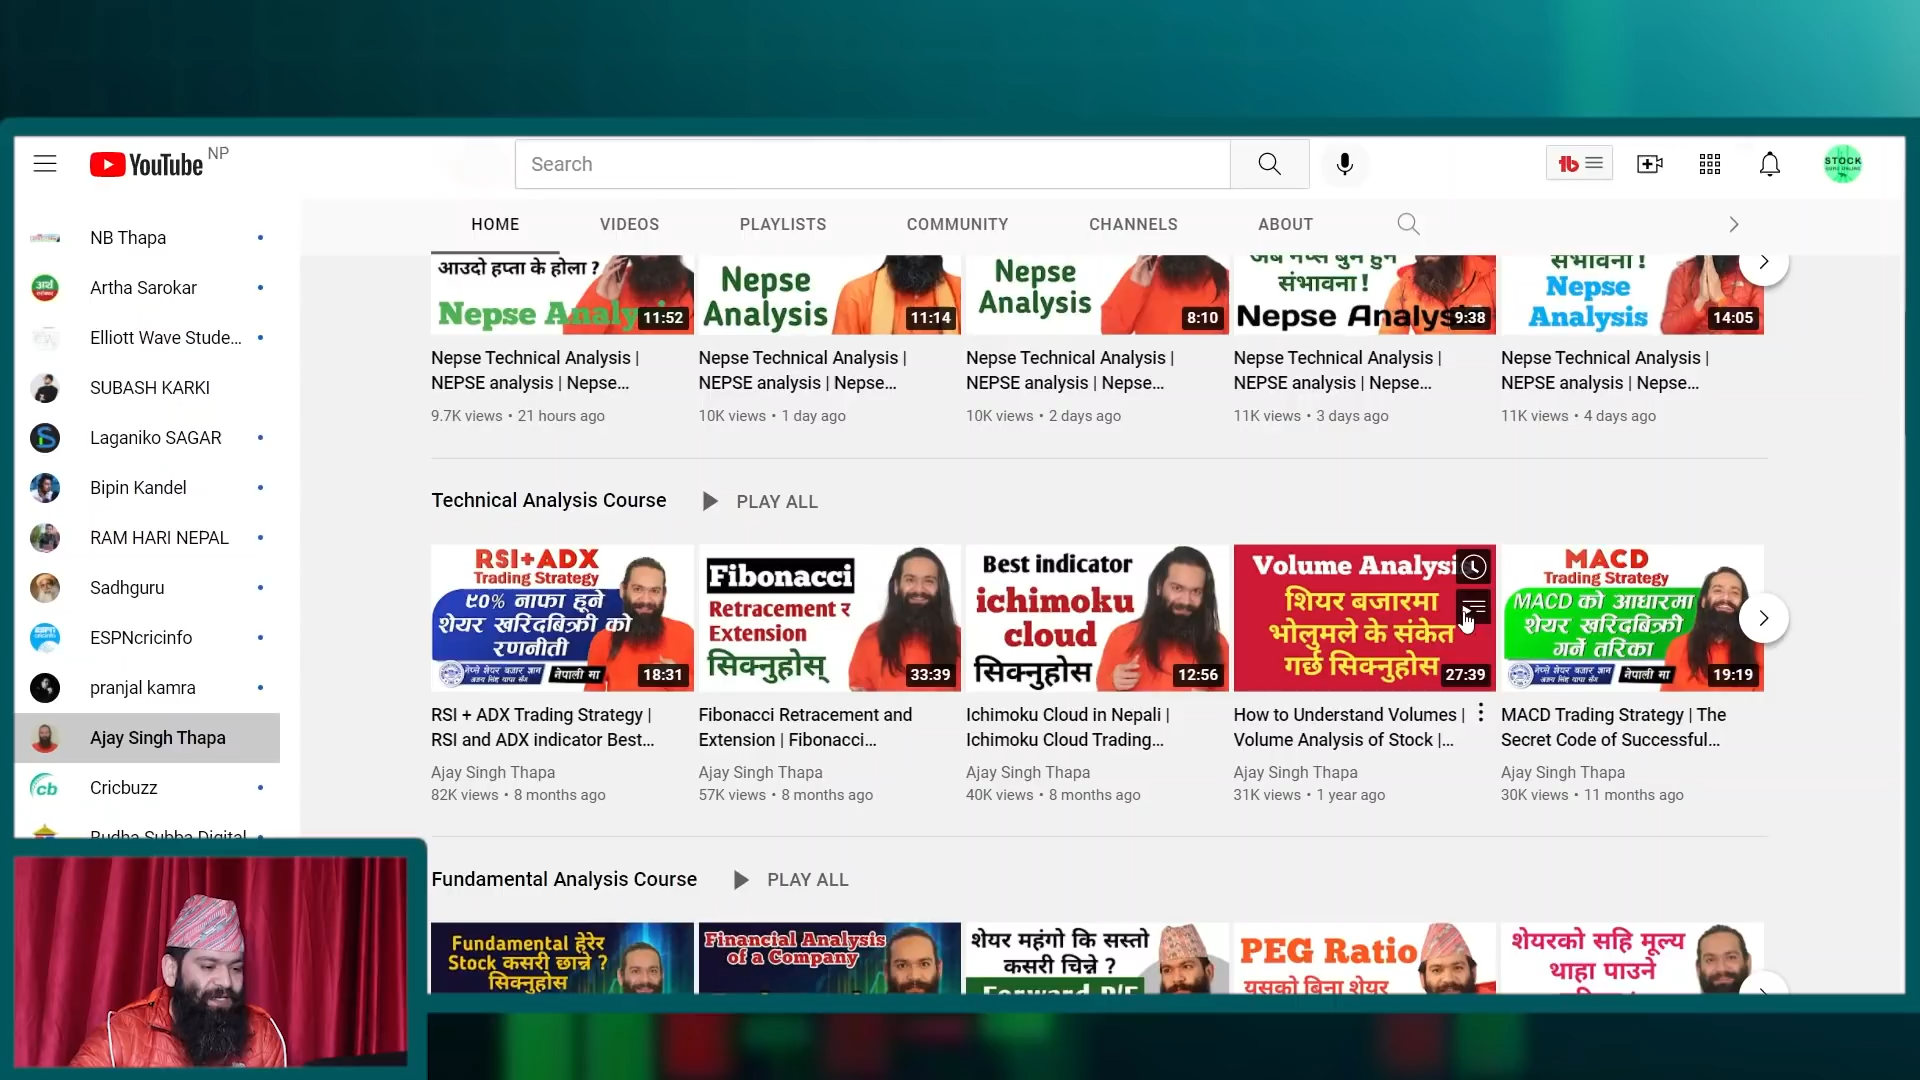 YouTube NP
Search
HOME VIDEOS PLAYLISTS COMMUNITY CHANNELS ABOUT
NB Thapa
Artha Sarokar
Elliott Wave Stude...
SUBASH KARKI
Laganiko SAGAR
Bipin Kandel
RAM HARI NEPAL
Sadhguru
ESPNcricinfo
pranjal kamra
Ajay Singh Thapa
Cricbuzz
STOCK
आउदो हप्ता के होला ?
Nepse Analy
11:52
Nepse
Analysis
11:14
Nepse
Analysis
8:10
संभावना !
Nepse Analys
9:38
संभावना !
Nepse
Analysis
14:05
Nepse Technical Analysis |
NEPSE analysis | Nepse...
9.7K views • 21 hours ago
Nepse Technical Analysis |
NEPSE analysis | Nepse...
10K views • 1 day ago
Nepse Technical Analysis |
NEPSE analysis | Nepse...
10K views • 2 days ago
Nepse Technical Analysis |
NEPSE analysis | Nepse...
11K views • 3 days ago
Nepse Technical Analysis |
NEPSE analysis | Nepse...
11K views • 4 days ago
Technical Analysis Course PLAY ALL
RSI+ADX
Trading Strategy
९०% नाफा हूने
शेयर खरिदबिक्री को
रणनीती
नेपाली मा
18:31
Fibonacci
Retracement र
Extension
सिक्नुहोस्
33:39
Best indicator
ichimoku
cloud
सिक्नुहोस
12:56
Volume Analysi
शियर बजारमा
भोलुमले के संकेत
गर्छ सिक्नुहोस
27:39
MACD
Trading Strategy
MACD को आधारमा
शेयर खरिदबिक्री
गर्ने तरिका
नेपाली मा
19:19
RSI + ADX Trading Strategy |
RSI and ADX indicator Best...
Ajay Singh Thapa
82K views • 8 months ago
Fibonacci Retracement and
Extension | Fibonacci...
Ajay Singh Thapa
57K views • 8 months ago
Ichimoku Cloud in Nepali |
Ichimoku Cloud Trading...
Ajay Singh Thapa
40K views • 8 months ago
How to Understand Volumes |
Volume Analysis of Stock |...
Ajay Singh Thapa
31K views • 1 year ago
MACD Trading Strategy | The
Secret Code of Successful...
Ajay Singh Thapa
30K views • 11 months ago
Fundamental Analysis Course PLAY ALL
Fundamental हेरेर
Stock कसरी छान्ने ?
सिक्नुहोस
Financial Analysis
of a Company
शेयर महंगो कि सस्तो
कसरी चिन्ने ?
Forward P/E
PEG Ratio
यसको बिना शेयर
शेयरको सहि मूल्य
थाहा पाउने